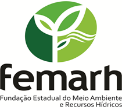 femarh
Fundação Estadual do Meio Ambiente
e Recursos Hídricos